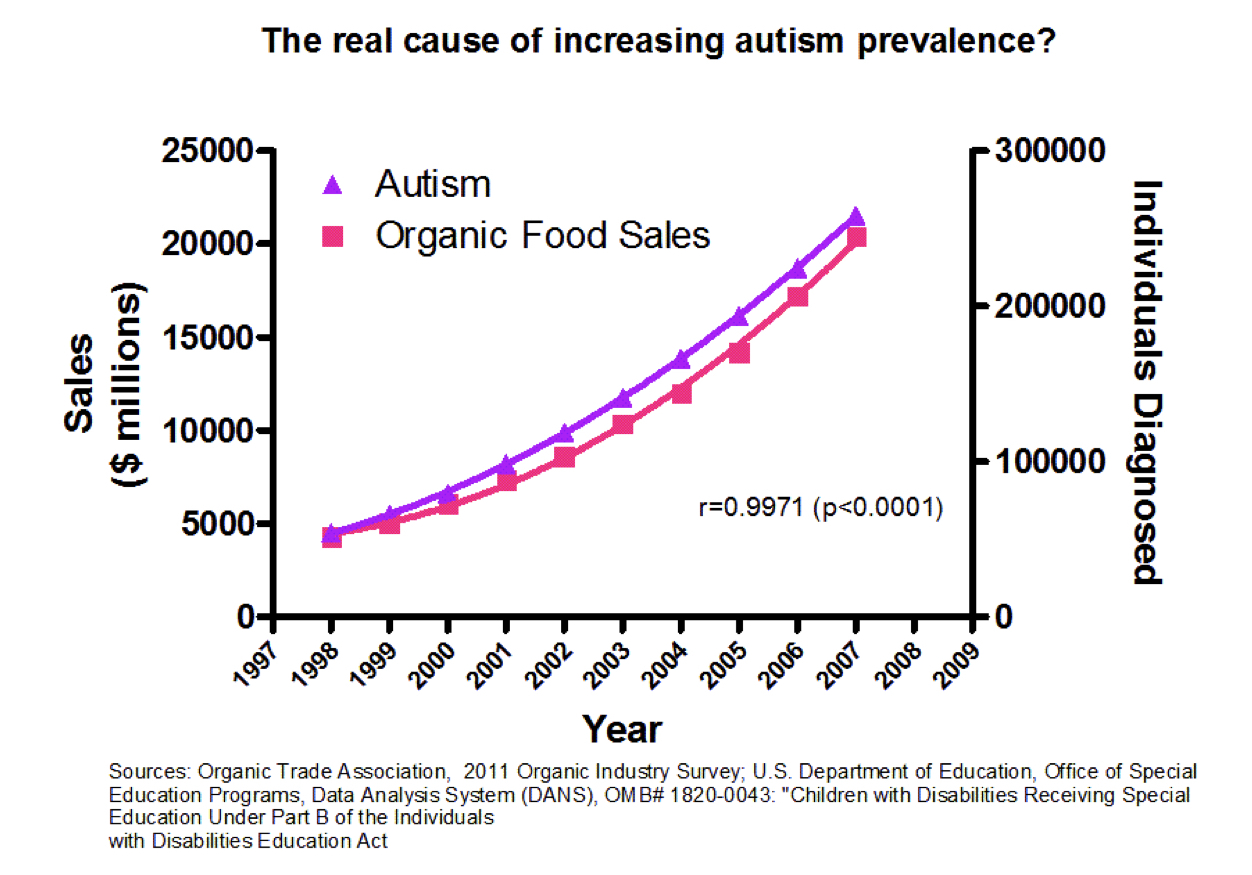 The real cause of increasing autism prevalence?
25000
20000
15000
10000
5000
0
Sales
($ millions)
Autism
Organic Food Sales
r=0.9971 (p<0.0001)
300000
200000
100000
0
Individuals Diagnosed
1997
1998
1999
2000
2001
2002
2003
2004
2005
2006
2007
2008
2009
Year
Sources: Organic Trade Association, 2011 Organic Industry Survey; U.S. Department of Education, Office of Special
Education Programs, Data Analysis System (DANS), OMB# 1820-0043: "Children with Disabilities Receiving Special
Education Under Part B of the Individuals
with Disabilities Education Act